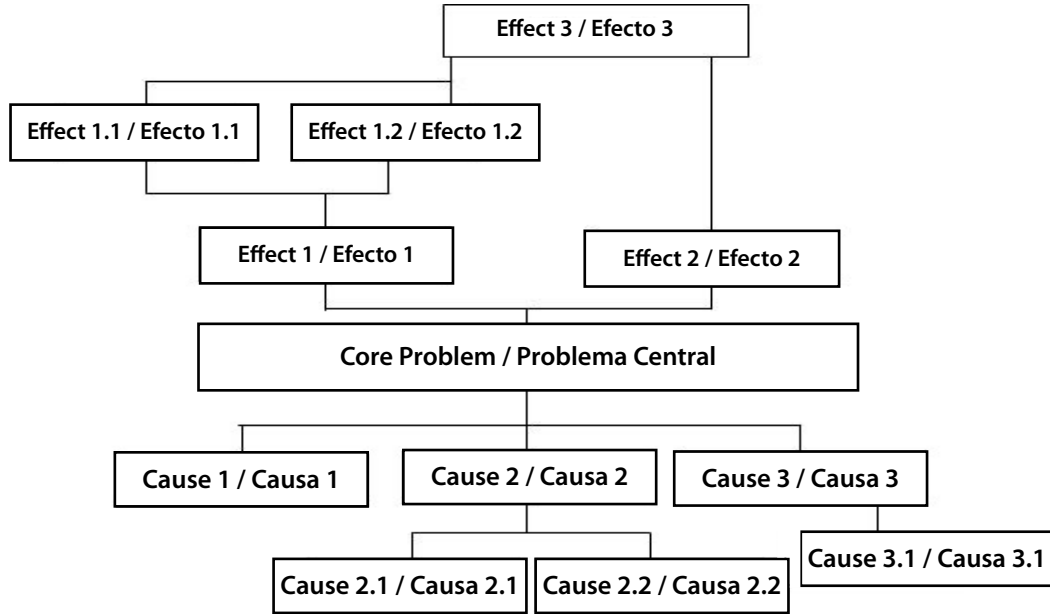 Effect 3 / Efecto 3
Effect 1.1 / Efecto 1.1
Effect 1.2 / Efecto 1.2
Effect 1 / Efecto 1
Effect 2 / Efecto 2
Core Problem / Problema Central
Cause 1 / Causa 1
Cause 2 / Causa 2
Cause 3 / Causa 3
Cause 2.1 / Causa 2.1
Cause 2.2 / Causa 2.2
Cause 3.1 / Causa 3.1